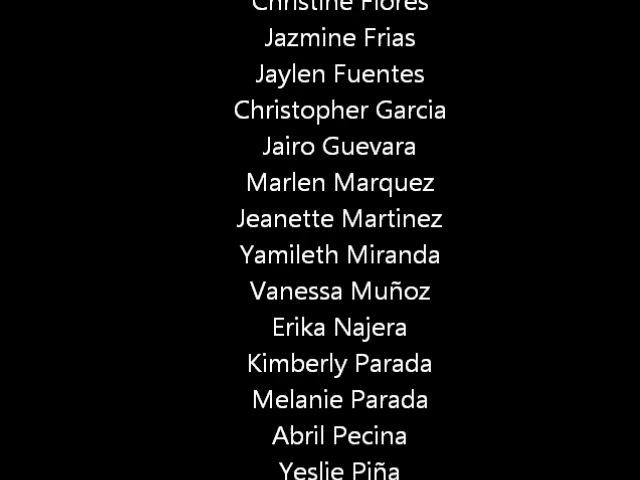 Christine Flores
Jazmine Frias
Jaylen Fuentes
Christopher Garcia
Jairo Guevara
Marlen Marquez
Jeanette Martinez
Yamileth Miranda
Vanessa Muñoz
Erika Najera
Kimberly Parada
Melanie Parada
Abril Pecina
Yeslie Piña